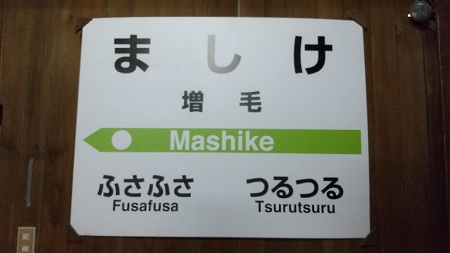 ましけ
増毛
Mashike
ふさふさ つるつる
Fusafusa Tsurutsuru